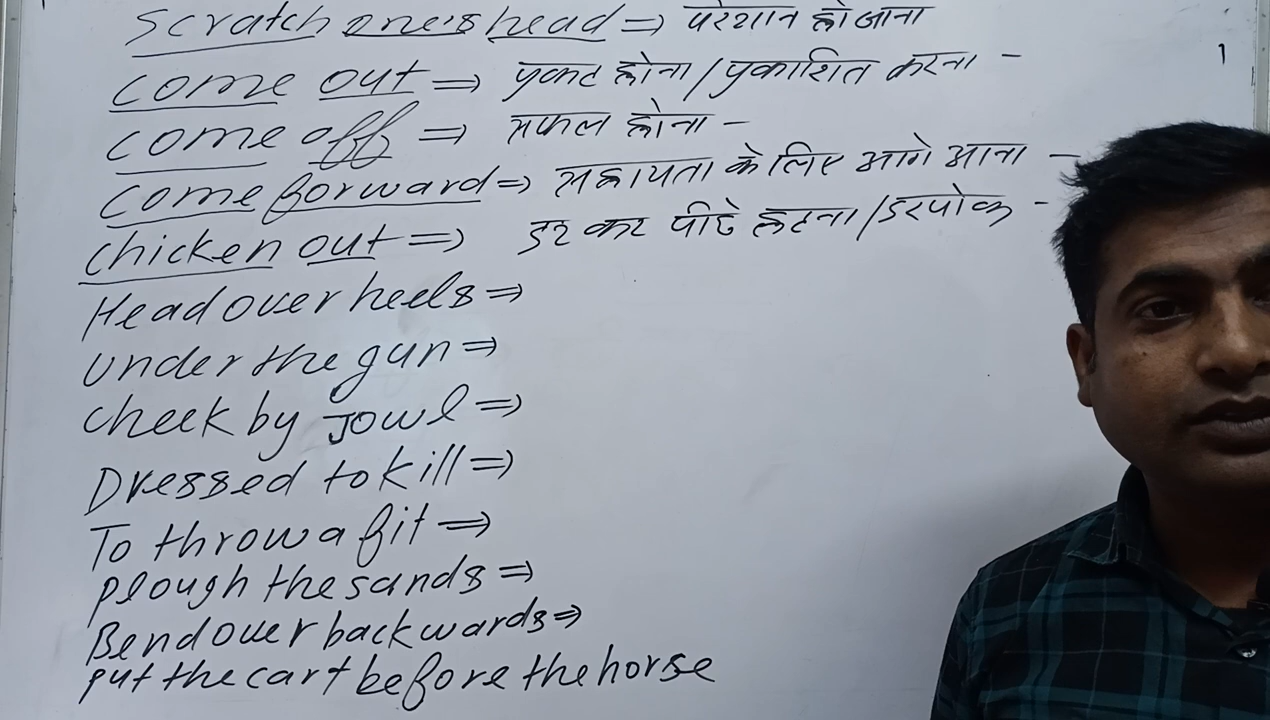 Scratch one's head ⇒ परेशान हो जाना
come out ⇒ प्रकट होना / प्रकाशित करना -
come off ⇒ सफल होना -
come forward ⇒ सहायता के लिए आगे आना -
chicken out ⇒ डर कर पीछे हटना / डरपोक -
Head over heels ⇒
under the gun ⇒
cheek by Jowl ⇒
Dressed to kill ⇒
To throw a fit ⇒
plough the sands ⇒
Bend over backwards ⇒
put the cart before the horse